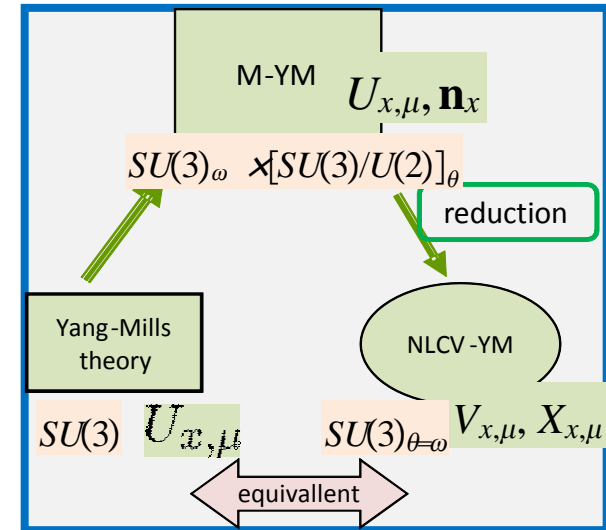 M-YM
U_{x,μ}, n_x
SU(3)_ω ×[SU(3)/U(2)]_θ
reduction
Yang-Mills
theory
NLCV-YM
SU(3) U_{x,μ}
SU(3)_{θ=ω} V_{x,μ}, X_{x,μ}
equivallent